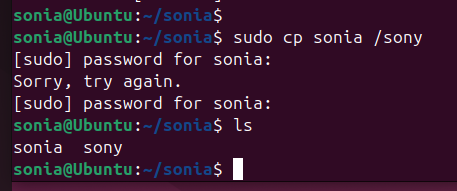 sonia@Ubuntu:~/sonia$
sonia@Ubuntu:~/sonia$ sudo cp sonia /sony
[sudo] password for sonia:
Sorry, try again.
[sudo] password for sonia:
sonia@Ubuntu:~/sonia$ ls
sonia  sony
sonia@Ubuntu:~/sonia$